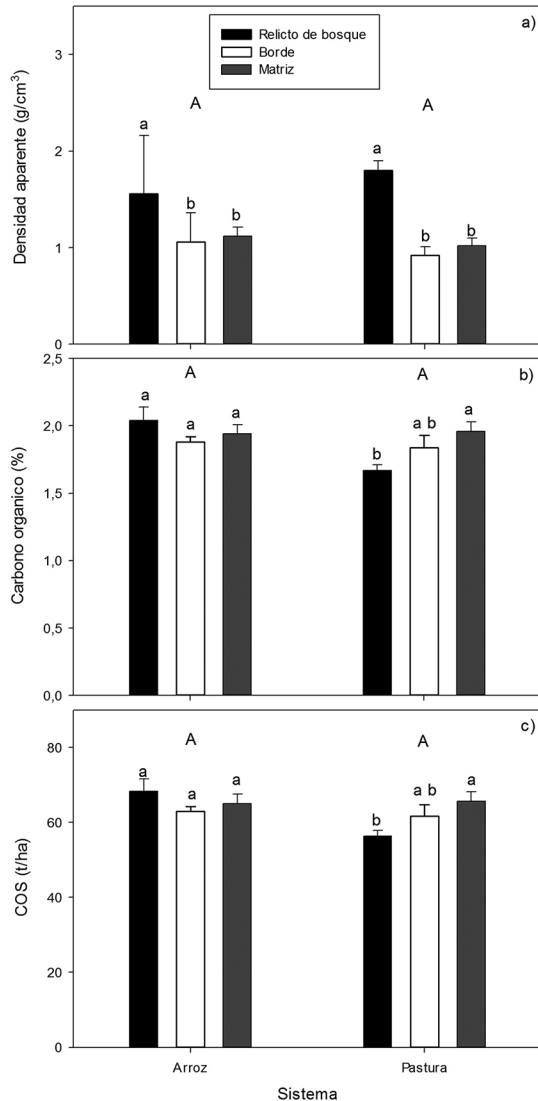 a)
Relicto de bosque
Borde
Matriz
Densidad aparente (g/cm³)
3
2
1
0
A
A
a
b
b
a
b
b
b)
Carbono organico (%)
2,5
2,0
1,5
1,0
0,5
0,0
A
A
a
a
a
b
a b
a
c)
COS (t/ha)
80
60
40
20
0
A
A
a
a
a
b
a b
a
Arroz
Pastura
Sistema